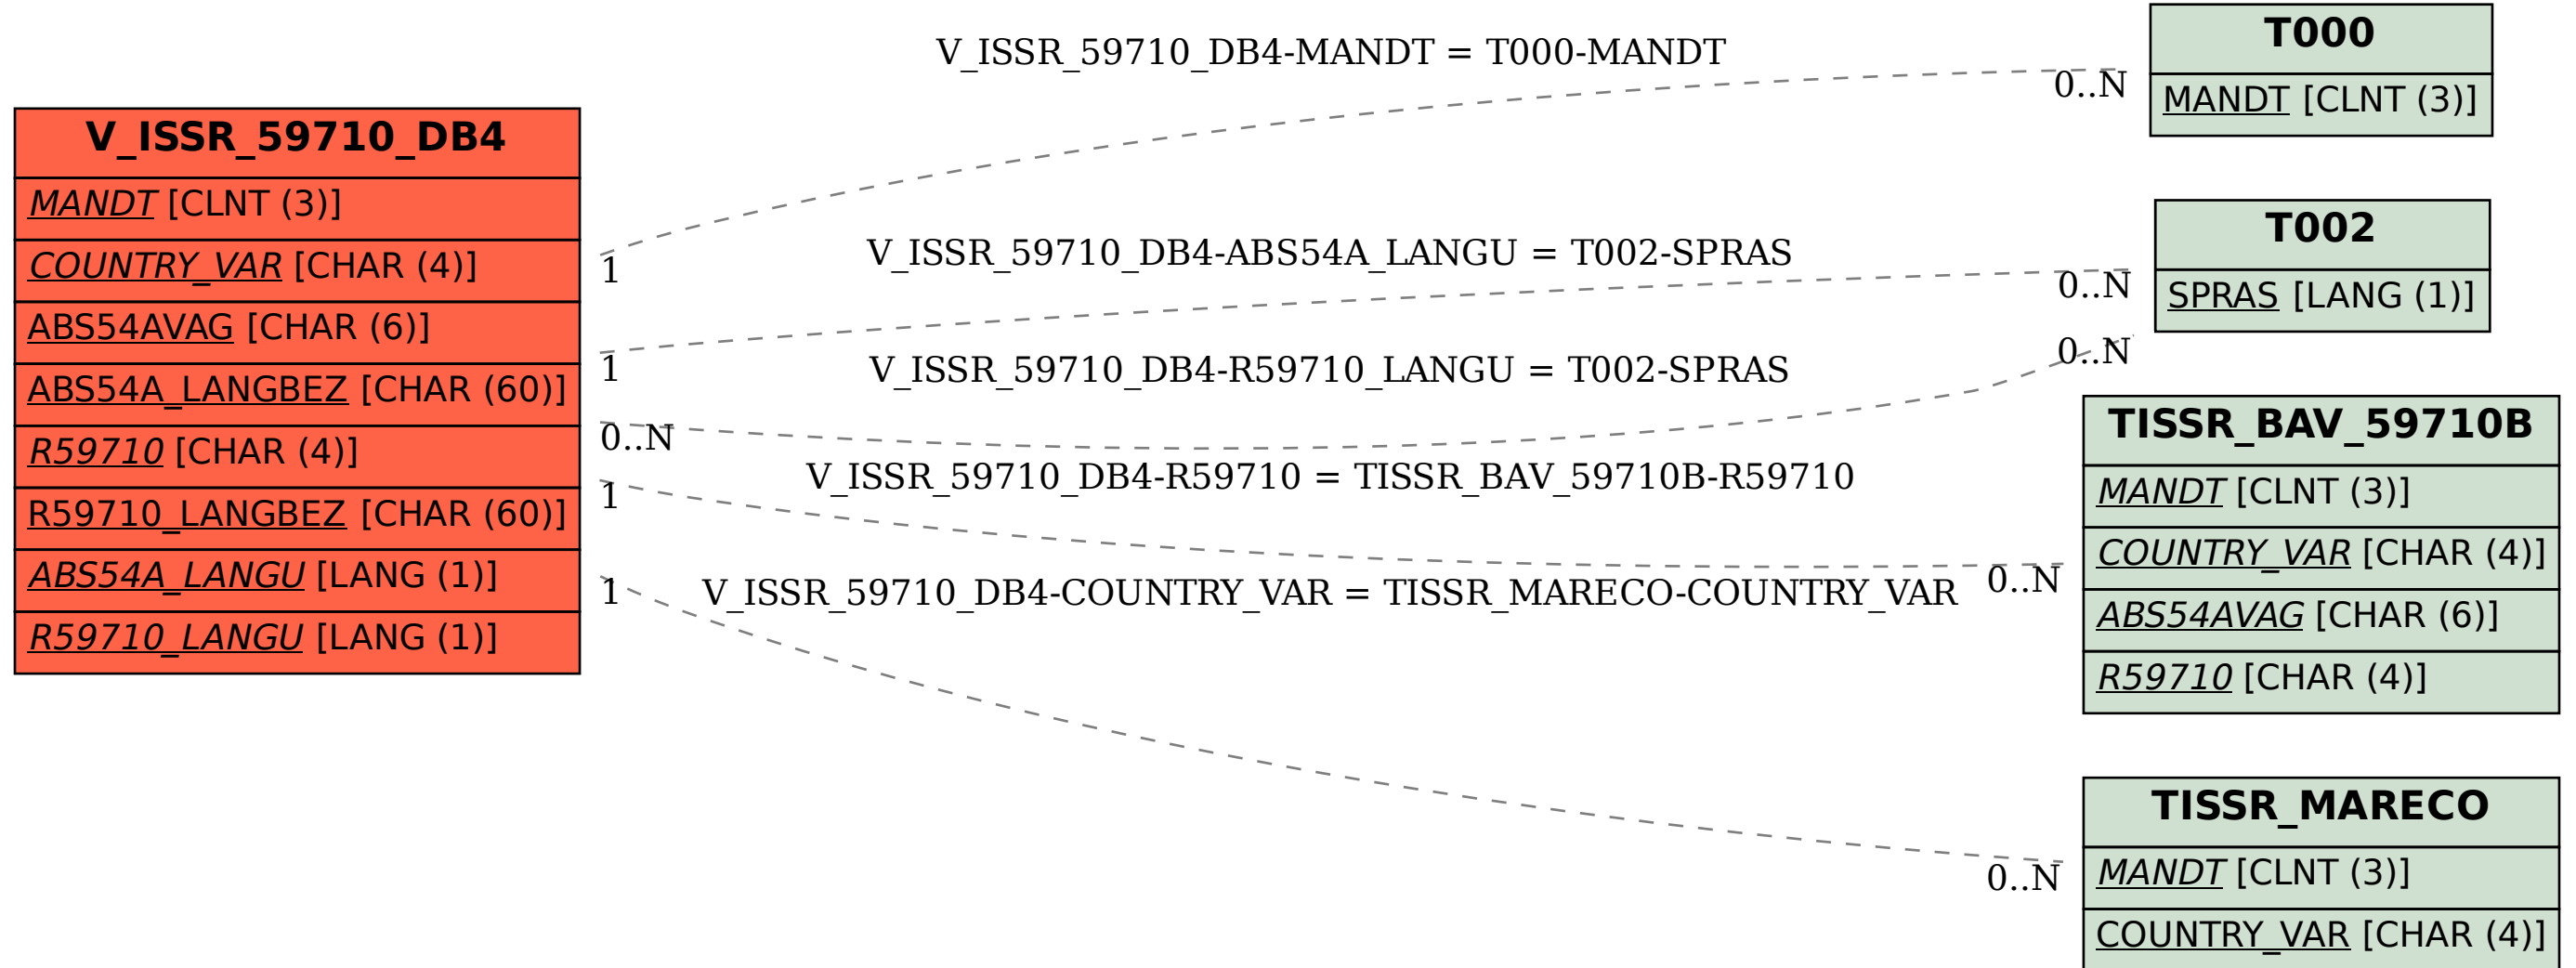 V_ISSR_59710_DB4
MANDT [CLNT (3)]
COUNTRY_VAR [CHAR (4)]
ABS54AVAG [CHAR (6)]
ABS54A_LANGBEZ [CHAR (60)]
R59710 [CHAR (4)]
R59710_LANGBEZ [CHAR (60)]
ABS54A_LANGU [LANG (1)]
R59710_LANGU [LANG (1)]
V_ISSR_59710_DB4-MANDT = T000-MANDT
0..N
1
V_ISSR_59710_DB4-ABS54A_LANGU = T002-SPRAS
0..N
1
V_ISSR_59710_DB4-R59710_LANGU = T002-SPRAS
0..N
0..N
V_ISSR_59710_DB4-R59710 = TISSR_BAV_59710B-R59710
1
0..N
V_ISSR_59710_DB4-COUNTRY_VAR = TISSR_MARECO-COUNTRY_VAR
1
0..N
T000
MANDT [CLNT (3)]
T002
SPRAS [LANG (1)]
TISSR_BAV_59710B
MANDT [CLNT (3)]
COUNTRY_VAR [CHAR (4)]
ABS54AVAG [CHAR (6)]
R59710 [CHAR (4)]
TISSR_MARECO
MANDT [CLNT (3)]
COUNTRY_VAR [CHAR (4)]